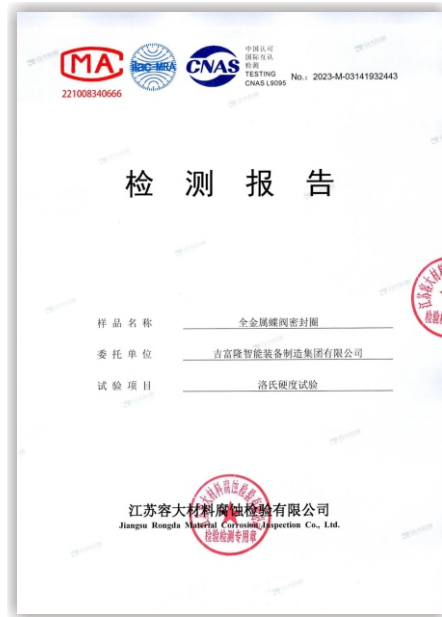 MA
ilac-MRA
CNAS
中国认可
国际互认
检测
TESTING
CNAS L9095
No.: 2023-M-03141932443
221008340666
检测报告
样品名称 全金属蝶阀密封圈
委托单位 吉富隆智能装备制造集团有限公司
试验项目 洛氏硬度试验
江苏容大材料腐蚀检验有限公司
Jiangsu Rongda Material Corrosion Inspection Co., Ltd.
检验检测专用章